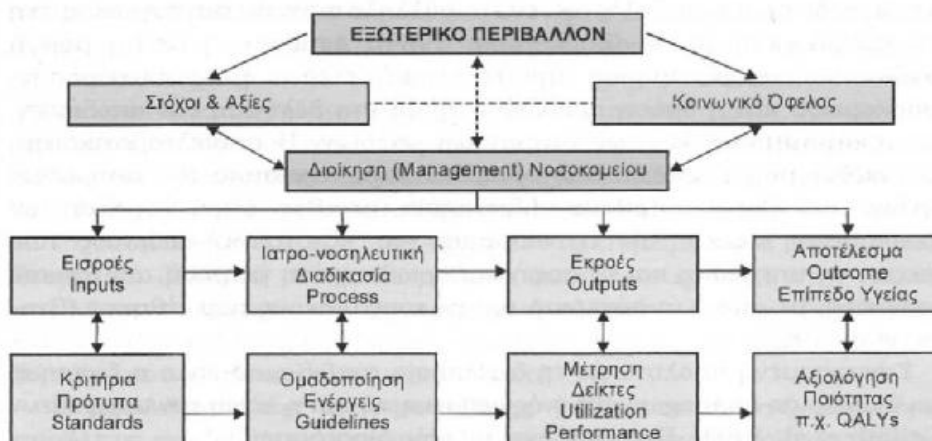 ΕΞΩΤΕΡΙΚΟ ΠΕΡΙΒΑΛΛΟΝ
Στόχοι & Αξίες
Κοινωνικό Όφελος
Διοίκηση (Management) Νοσοκομείου
Εισροές
Inputs
Ιατρο-νοσηλευτική
Διαδικασία
Process
Εκροές
Outputs
Αποτέλεσμα
Outcome
Επίπεδο Υγείας
Κριτήρια
Πρότυπα
Standards
Ομαδοποίηση
Ενέργεις
Guidelines
Μέτρηση
Δείκτες
Utilization
Performance
Αξιολόγηση
Ποιότητας
π.χ. QALYs